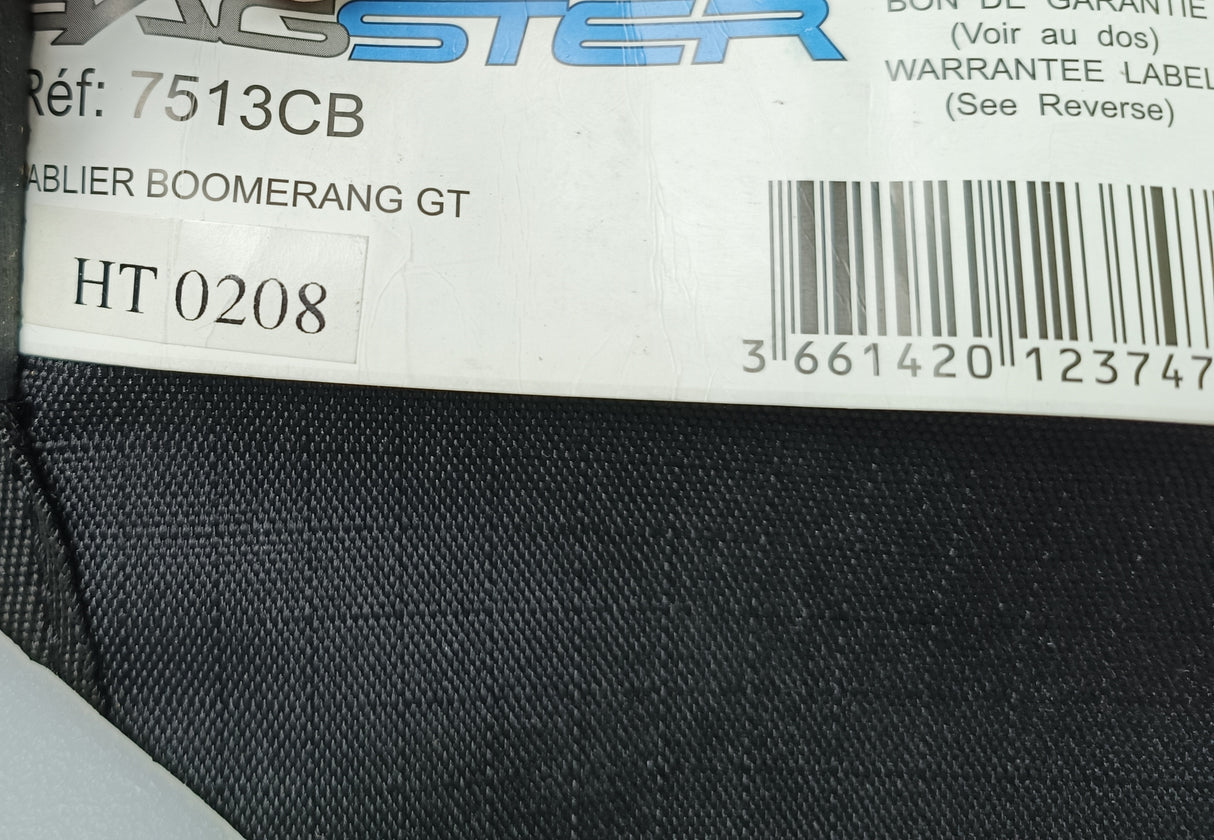 BAGSTER
BON DE GARANTIE
(Voir au dos)
WARRANTEE LABEL
(See Reverse)
Réf: 7513CB
ABLIER BOOMERANG GT
HT 0208
3 661420 123747